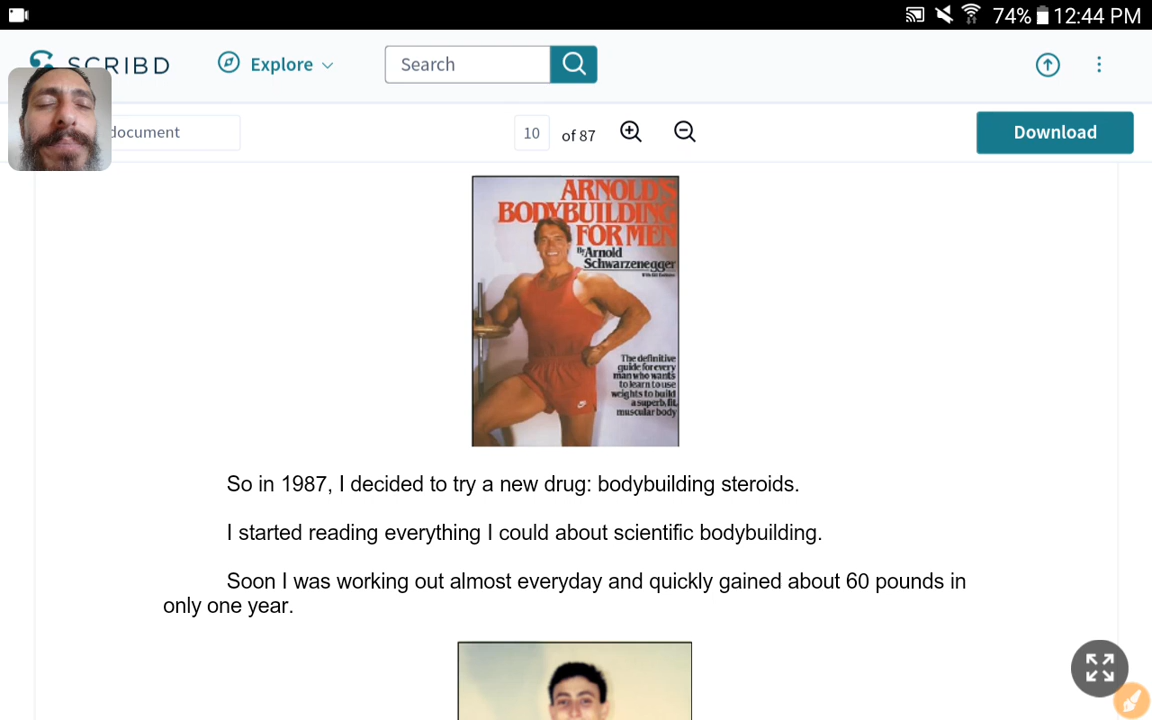 74% 12:44 PM
SCRIBD
Explore
Search
document
10 of 87
Download
ARNOLD'S
BODYBUILDING
FOR MEN
By Arnold
Schwarzenegger
The definitive
guide for every
man who wants
to learn to use
weights to build
a superb, fit,
muscular body
So in 1987, I decided to try a new drug: bodybuilding steroids.
I started reading everything I could about scientific bodybuilding.
Soon I was working out almost everyday and quickly gained about 60 pounds in
only one year.